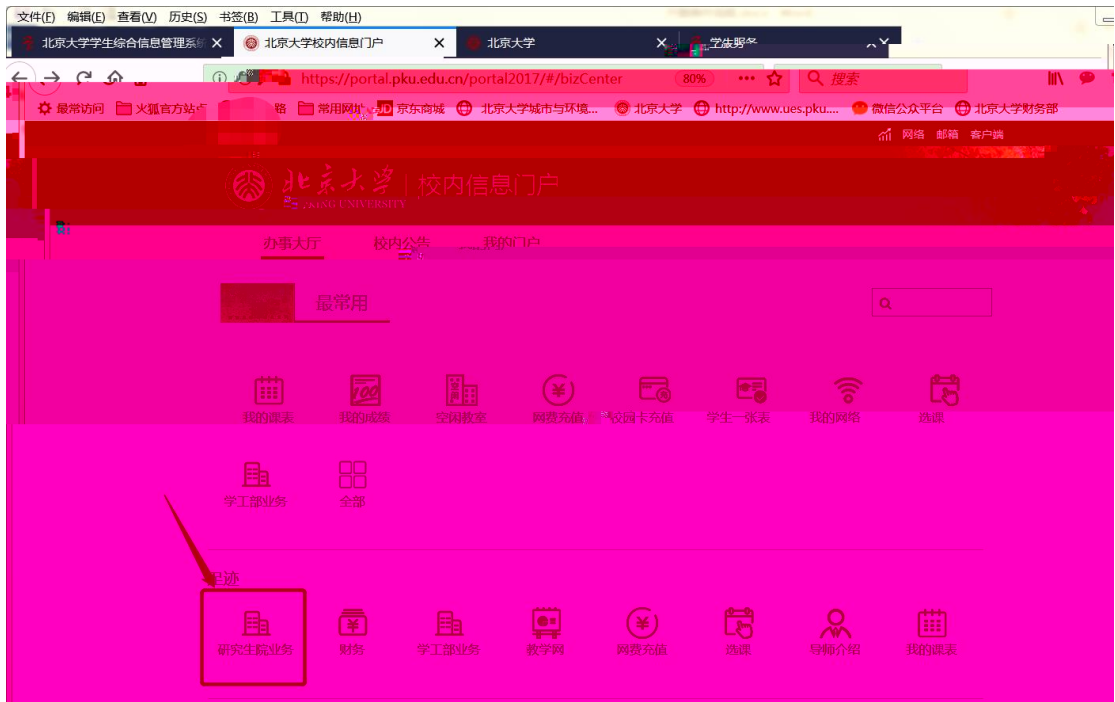 文件(F) 编辑(E) 查看(V) 历史(S) 书签(B) 工具(T) 帮助(H)
北京大学学生综合信息管理系统 北京大学校内信息门户 北京大学
https://portal.pku.edu.cn/portal2017/#/bizCenter 80% 搜索
最常访问 火狐官方站点 常用网址 JD 京东商城 北京大学城市与环境... 北京大学 http://www.ues.pku.... 微信公众平台 北京大学财务部
网络 邮箱 客户端
北京大学 校内信息门户
UNIVERSITY
办事大厅 校内公告 我的门户
最常用
我的课表 我的成绩 空闲教室 网费充值 校园卡充值 学生一张表 我的网络 选课
学工部业务 全部
足迹
研究生院业务 财务 学工部业务 教学网 网费充值 选课 导师介绍 我的课表